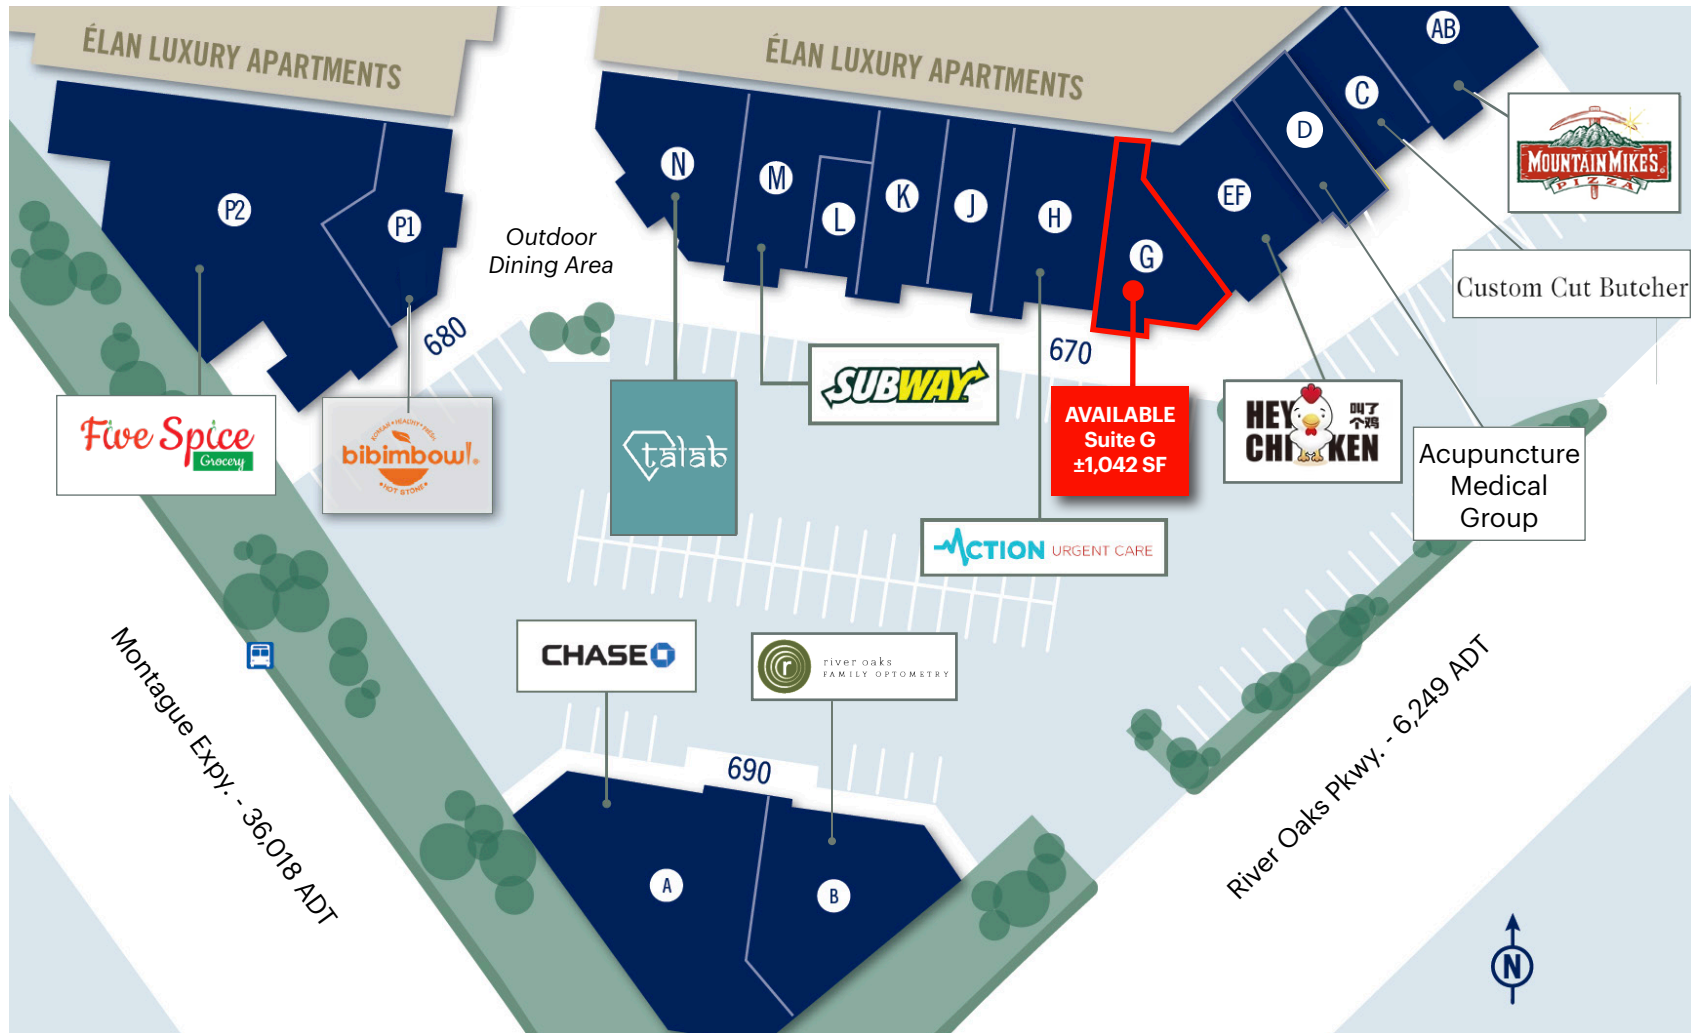 ÉLAN LUXURY APARTMENTS
ÉLAN LUXURY APARTMENTS
AB
C
D
EF
G
H
J
K
L
M
N
P1
P2
Outdoor
Dining Area
680
670
MOUNTAIN MIKE'S
PIZZA
Custom Cut Butcher
Five Spice
Grocery
KOREAN • HEALTHY • FRESH
bibimbowl!
HOT STONE
talab
SUBWAY
AVAILABLE
Suite G
±1,042 SF
HEY
CHICKEN
叫了
个鸡
Acupuncture
Medical
Group
ACTION URGENT CARE
CHASE
r
river oaks
FAMILY OPTOMETRY
690
A
B
Montague Expy. - 36,018 ADT
River Oaks Pkwy. - 6,249 ADT
N